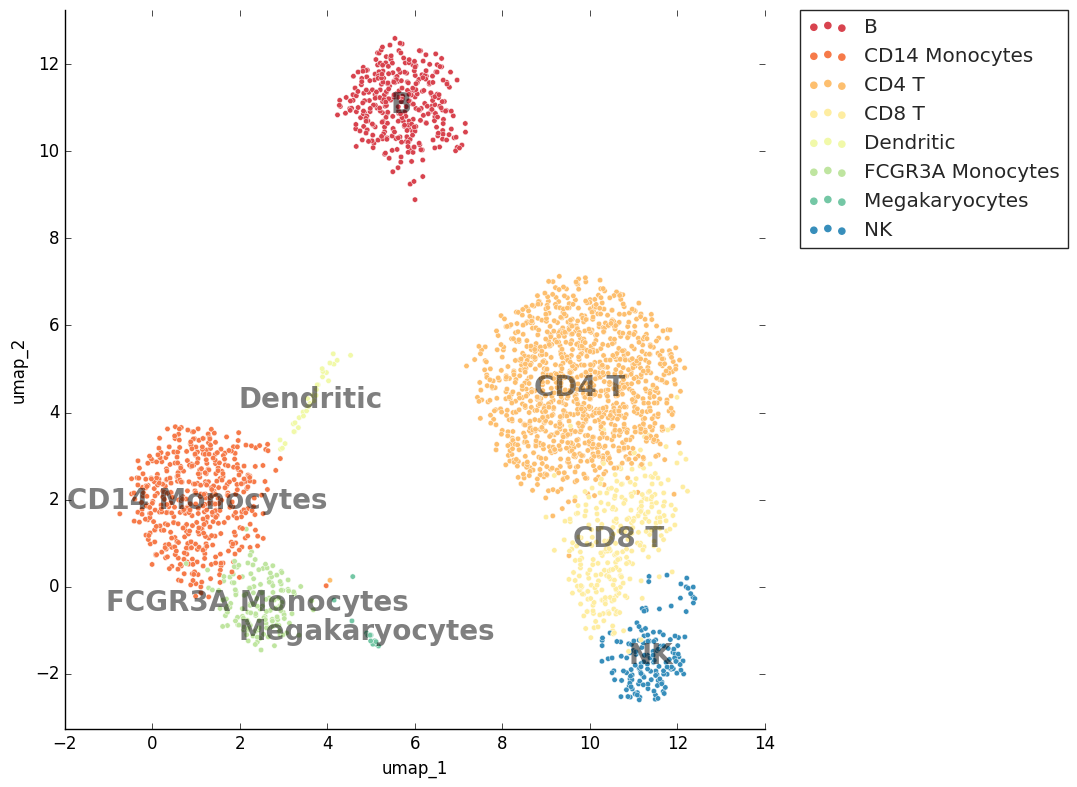 B
CD14 Monocytes
CD4 T
CD8 T
Dendritic
FCGR3A Monocytes
Megakaryocytes
NK
12
10
8
6
4
2
0
−2
umap_2
B
CD4 T
Dendritic
CD14 Monocytes
CD8 T
FCGR3A Monocytes
Megakaryocytes
NK
−2 0 2 4 6 8 10 12 14
umap_1